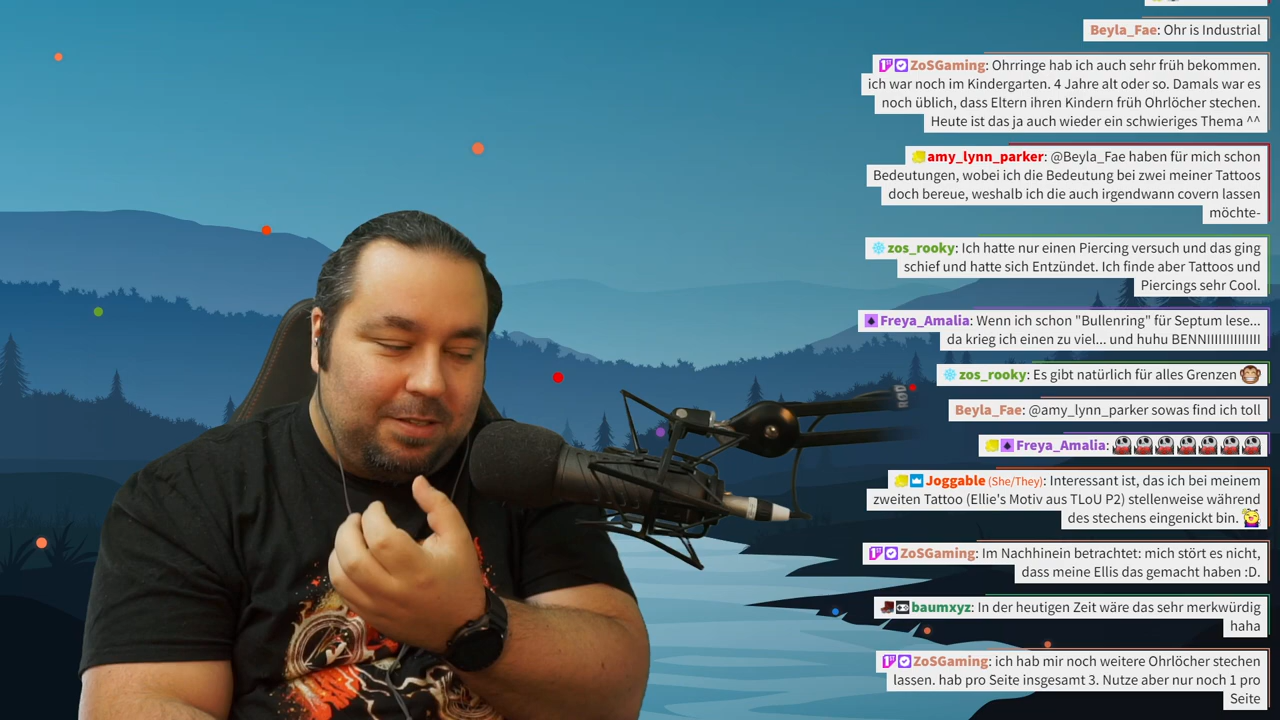 Beyla_Fae: Ohr is Industrial
ZoSGaming: Ohrringe hab ich auch sehr früh bekommen.
ich war noch im Kindergarten. 4 Jahre alt oder so. Damals war es
noch üblich, dass Eltern ihren Kindern früh Ohrlöcher stechen.
Heute ist das ja auch wieder ein schwieriges Thema ^^
amy_lynn_parker: @Beyla_Fae haben für mich schon
Bedeutungen, wobei ich die Bedeutung bei zwei meiner Tattoos
doch bereue, weshalb ich die auch irgendwann covern lassen
möchte-
zos_rooky: Ich hatte nur einen Piercing versuch und das ging
schief und hatte sich Entzündet. Ich finde aber Tattoos und
Piercings sehr Cool.
Freya_Amalia: Wenn ich schon "Bullenring" für Septum lese...
da krieg ich einen zu viel... und huhu BENNIIIIIIIIIIIIII
zos_rooky: Es gibt natürlich für alles Grenzen
Beyla_Fae: @amy_lynn_parker sowas find ich toll
Freya_Amalia:
Joggable (She/They): Interessant ist, das ich bei meinem
zweiten Tattoo (Ellie's Motiv aus TLoU P2) stellenweise während
des stechens eingenickt bin.
ZoSGaming: Im Nachhinein betrachtet: mich stört es nicht,
dass meine Ellis das gemacht haben :D.
baumxyz: In der heutigen Zeit wäre das sehr merkwürdig
haha
ZoSGaming: ich hab mir noch weitere Ohrlöcher stechen
lassen. hab pro Seite insgesamt 3. Nutze aber nur noch 1 pro
Seite